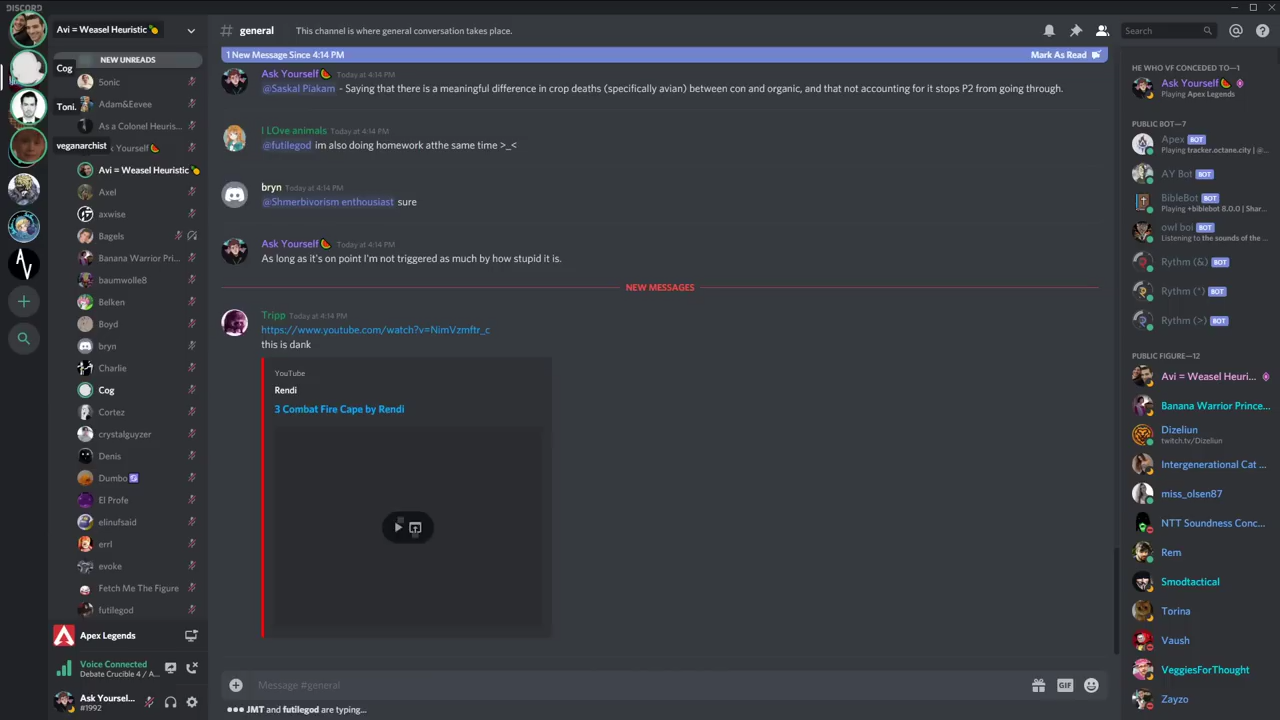 DISCORD
Avi = Weasel Heuristic
NEW UNREADS
Cog
Toni.
veganarchist
5onic
Adam&Eevee
As a Colonel Heuris...
k Yourself
Avi = Weasel Heuristic
Axel
axwise
Bagels
Banana Warrior Pri...
baumwolle8
Belken
Boyd
bryn
Charlie
Cog
Cortez
crystalguyzer
Denis
Dumbo
El Profe
elinufsaid
errl
evoke
Fetch Me The Figure
futilegod
Apex Legends
Voice Connected
Debate Crucible 4 / A...
Ask Yoursel...
#1992
# general
This channel is where general conversation takes place.
Search
1 New Message Since 4:14 PM
Mark As Read
Ask Yourself Today at 4:14 PM
@Saskal Piakam - Saying that there is a meaningful difference in crop deaths (specifically avian) between con and organic, and that not accounting for it stops P2 from going through.
I LOve animals Today at 4:14 PM
@futilegod im also doing homework atthe same time >_<
bryn Today at 4:14 PM
@Shmerbivorism enthousiast sure
Ask Yourself Today at 4:14 PM
As long as it's on point I'm not triggered as much by how stupid it is.
NEW MESSAGES
Tripp Today at 4:14 PM
https://www.youtube.com/watch?v=NimVzmftr_c
this is dank
YouTube
Rendi
3 Combat Fire Cape by Rendi
Message #general
GIF
JMT and futilegod are typing...
HE WHO VF CONCEDED TO—1
Ask Yourself
Playing Apex Legends
PUBLIC BOT—7
Apex BOT
Playing tracker.octane.city | @...
AY Bot BOT
BibleBot BOT
Playing +biblebot 8.0.0 | Shar...
owl boi BOT
Listening to the sounds of the ...
Rythm (&) BOT
Rythm (*) BOT
Rythm (>) BOT
PUBLIC FIGURE—12
Avi = Weasel Heuri...
Banana Warrior Prince...
Dizeliun
twitch.tv/Dizeliun
Intergenerational Cat ...
miss_olsen87
NTT Soundness Conc...
Rem
Smodtactical
Torina
Vaush
VeggiesForThought
Zayzo